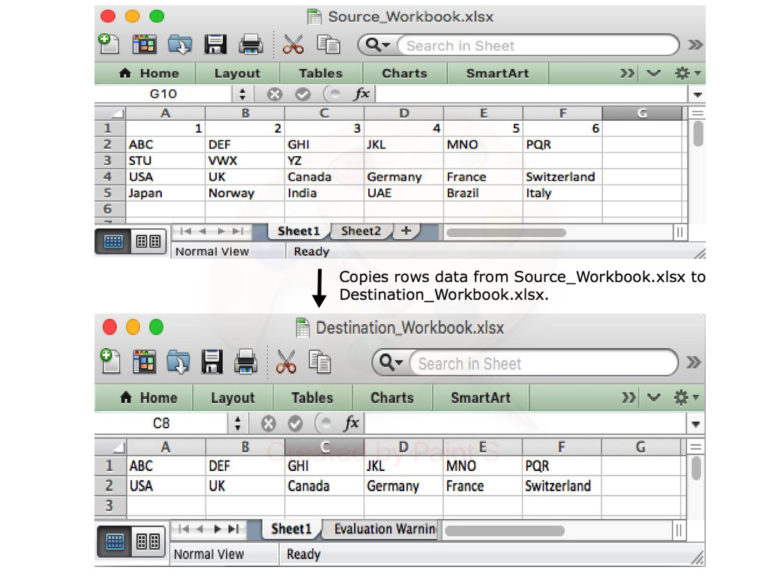 Source_Workbook.xlsx
Search in Sheet
Home Layout Tables Charts SmartArt
G10 fx
A B C D E F G
1 1 2 3 4 5 6
2 ABC DEF GHI JKL MNO PQR
3 STU VWX YZ
4 USA UK Canada Germany France Switzerland
5 Japan Norway India UAE Brazil Italy
6
Sheet1 Sheet2 +
Normal View Ready
Copies rows data from Source_Workbook.xlsx to
Destination_Workbook.xlsx.
Destination_Workbook.xlsx
Search in Sheet
Home Layout Tables Charts SmartArt
C8 fx
A B C D E F G
Created by Paint S
1 ABC DEF GHI JKL MNO PQR
2 USA UK Canada Germany France Switzerland
3
Sheet1 Evaluation Warnin
Normal View Ready